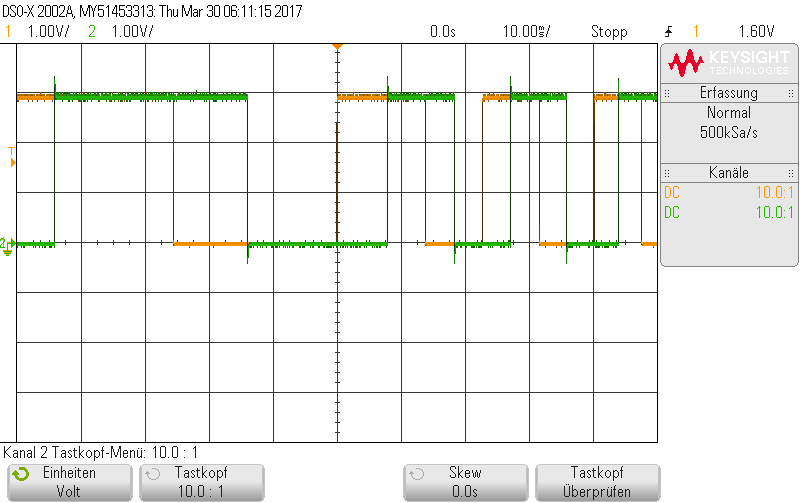 DSO-X 2002A, MY51453313: Thu Mar 30 06:11:15 2017
1 1.00V/ 2 1.00V/ 0.0s 10.00ms/ Stopp 1 1.60V
KEYSIGHT
TECHNOLOGIES
Erfassung
Normal
500kSa/s
Kanäle
DC 10.0:1
DC 10.0:1
T
2
Kanal 2 Tastkopf-Menü: 10.0 : 1
Einheiten
Volt
Tastkopf
10.0 : 1
Skew
0.0s
Tastkopf
Überprüfen